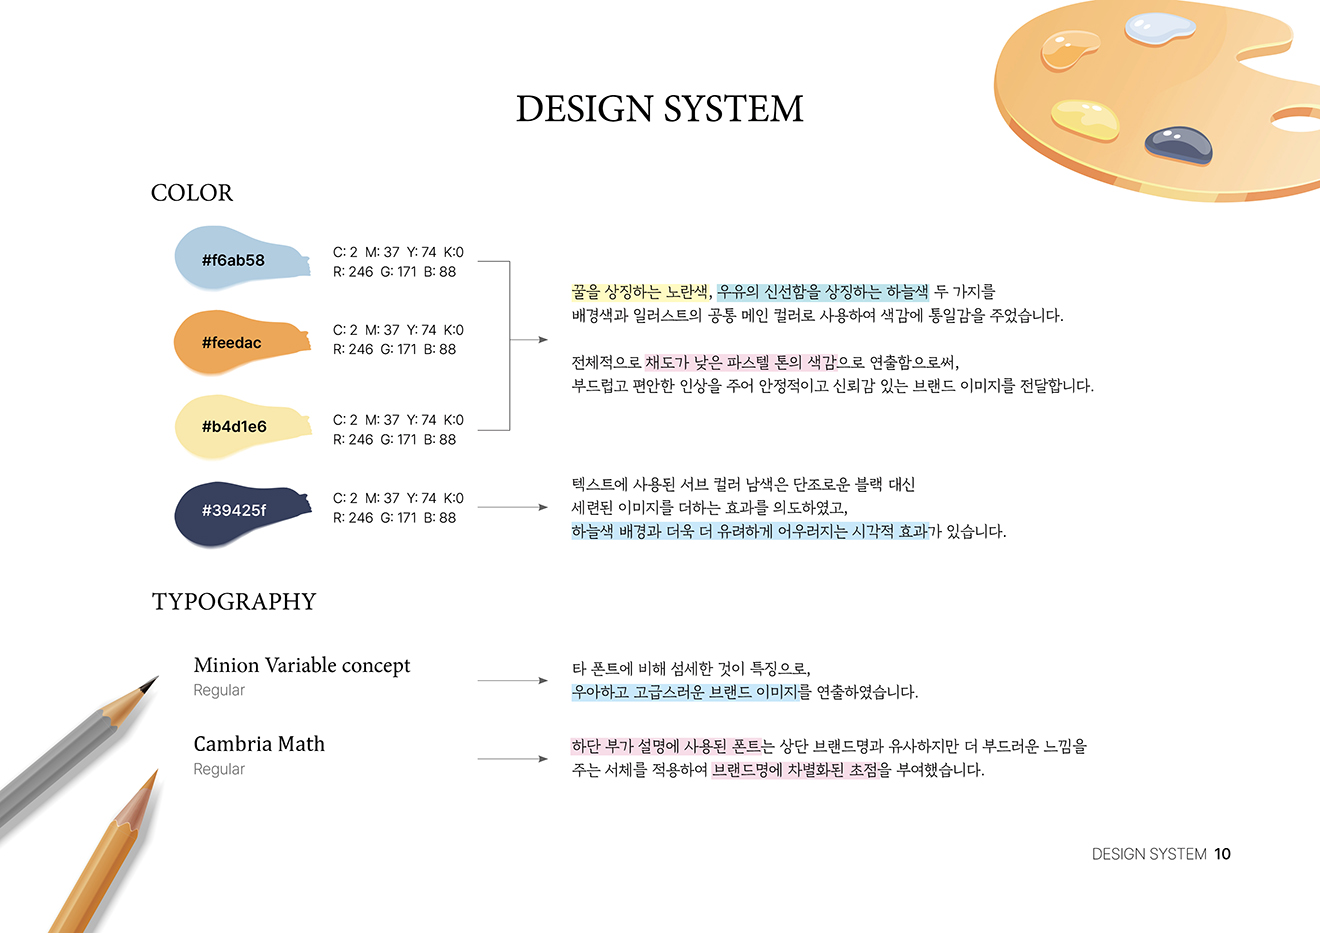 DESIGN SYSTEM
COLOR
#f6ab58
C: 2 M: 37 Y: 74 K:0
R: 246 G: 171 B: 88
#feedac
C: 2 M: 37 Y: 74 K:0
R: 246 G: 171 B: 88
#b4d1e6
C: 2 M: 37 Y: 74 K:0
R: 246 G: 171 B: 88
꿀을 상징하는 노란색, 우유의 신선함을 상징하는 하늘색 두 가지를
배경색과 일러스트의 공통 메인 컬러로 사용하여 색감에 통일감을 주었습니다.
전체적으로 채도가 낮은 파스텔 톤의 색감으로 연출함으로써,
부드럽고 편안한 인상을 주어 안정적이고 신뢰감 있는 브랜드 이미지를 전달합니다.
#39425f
C: 2 M: 37 Y: 74 K:0
R: 246 G: 171 B: 88
텍스트에 사용된 서브 컬러 남색은 단조로운 블랙 대신
세련된 이미지를 더하는 효과를 의도하였고,
하늘색 배경과 더욱 더 유려하게 어우러지는 시각적 효과가 있습니다.
TYPOGRAPHY
Minion Variable concept
Regular
타 폰트에 비해 섬세한 것이 특징으로,
우아하고 고급스러운 브랜드 이미지를 연출하였습니다.
Cambria Math
Regular
하단 부가 설명에 사용된 폰트는 상단 브랜드명과 유사하지만 더 부드러운 느낌을
주는 서체를 적용하여 브랜드명에 차별화된 초점을 부여했습니다.
DESIGN SYSTEM 10